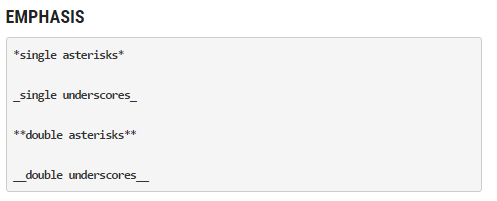 EMPHASIS
*single asterisks*
_single underscores_
**double asterisks**
__double underscores__